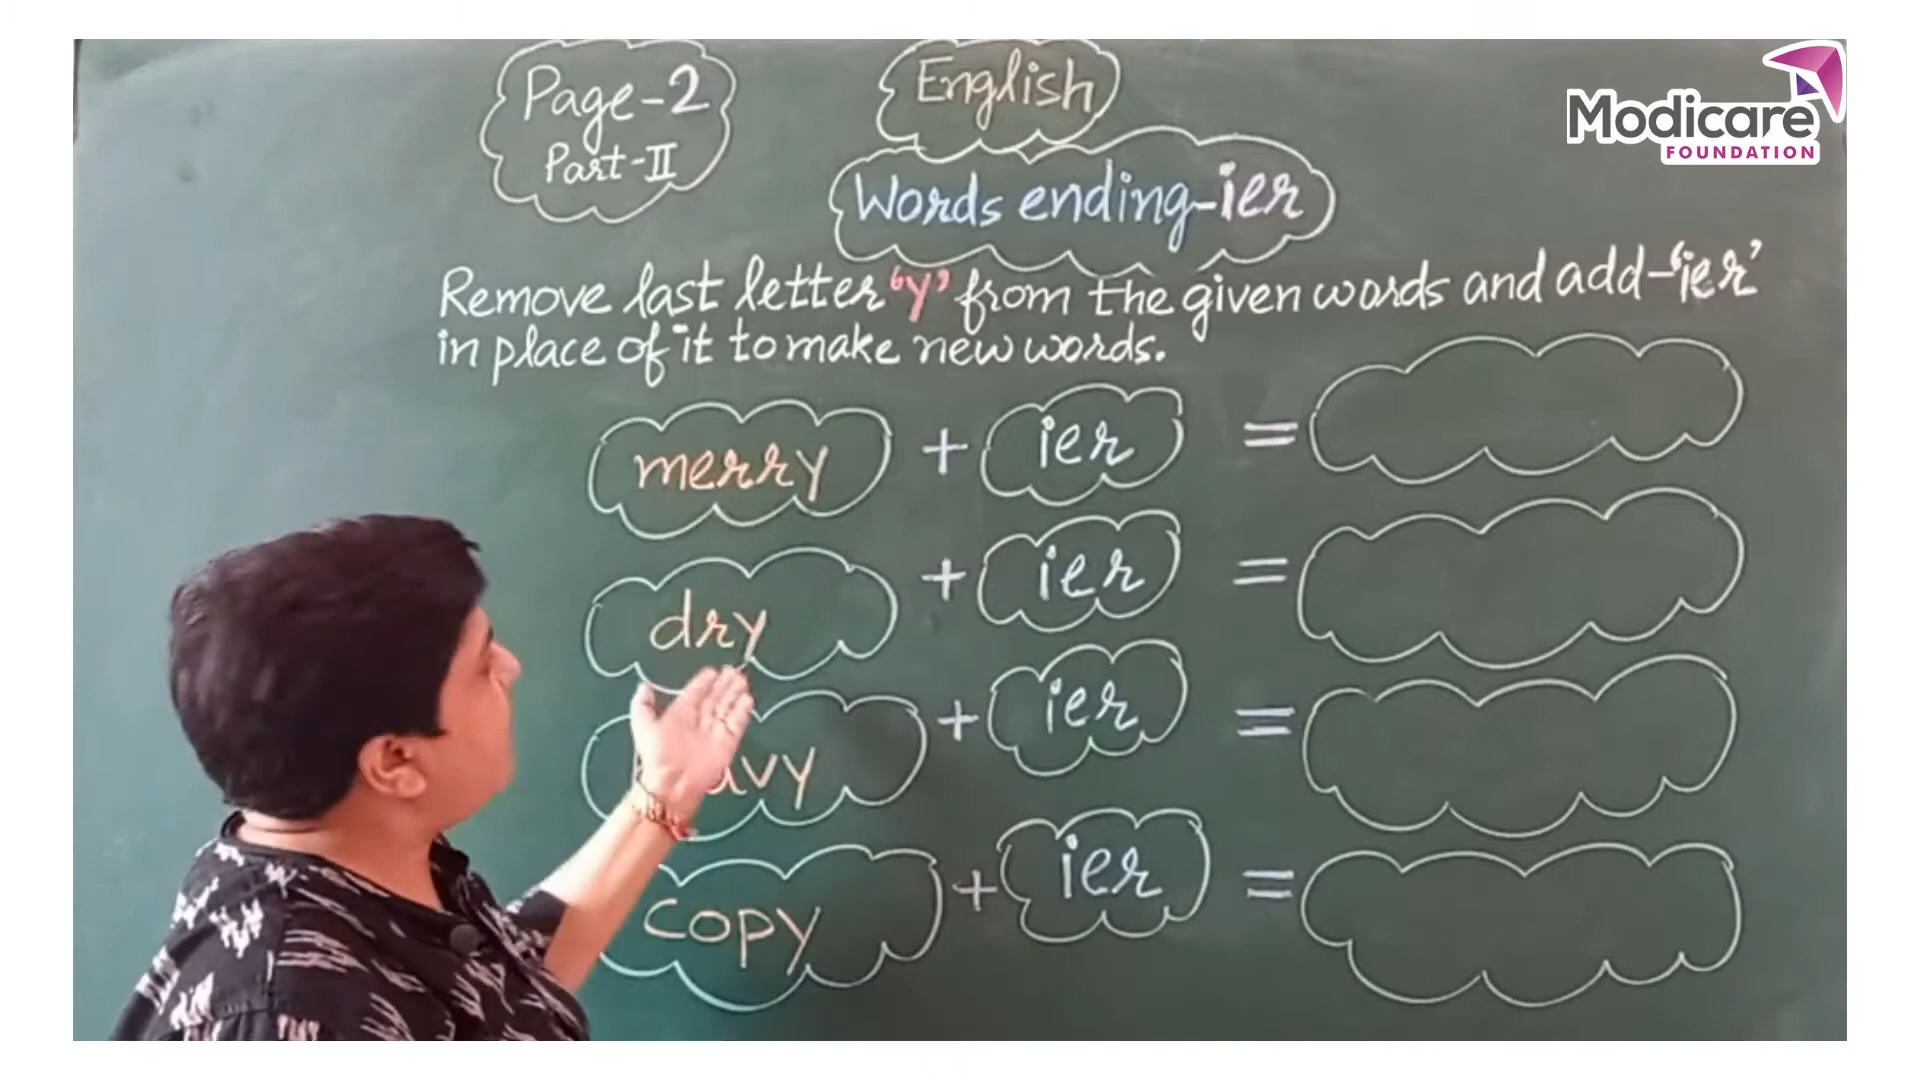 Page-2
Part-II
English
Words ending-ier
Modicare
FOUNDATION
Remove last letter 'y' from the given words and add-'ier'
in place of it to make new words.
merry + ier =
dry + ier =
avy + ier =
copy + ier =